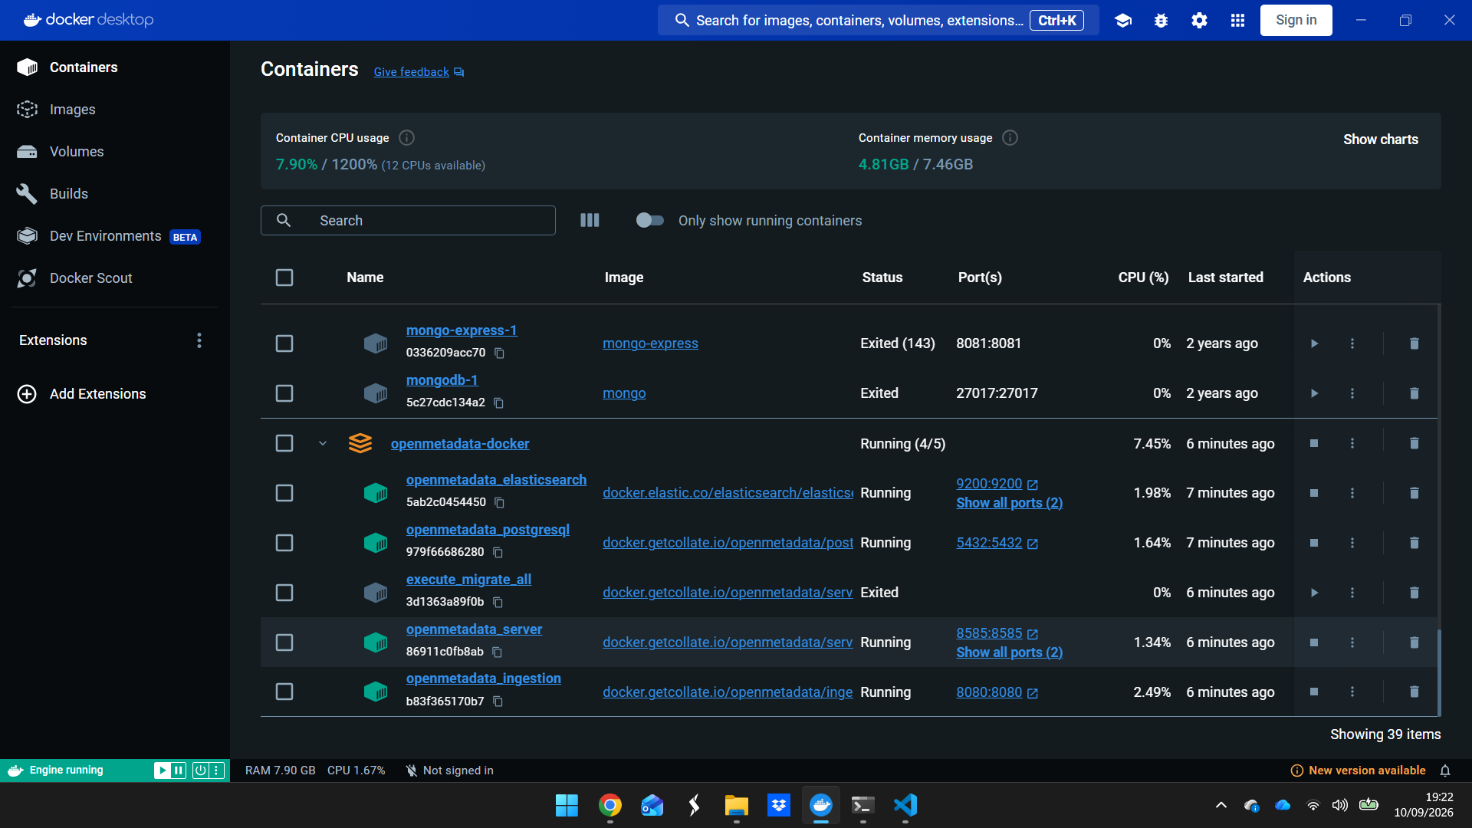 docker desktop
Search for images, containers, volumes, extensions... Ctrl+K
Sign in
Containers
Images
Volumes
Builds
Dev Environments BETA
Docker Scout
Extensions
Add Extensions
Containers Give feedback
Container CPU usage
7.90% / 1200% (12 CPUs available)
Container memory usage
4.81GB / 7.46GB
Show charts
Search
Only show running containers
Name Image Status Port(s) CPU (%) Last started Actions
mongo-express-1
0336209acc70
mongo-express Exited (143) 8081:8081 0% 2 years ago
mongodb-1
5c27cdc134a2
mongo Exited 27017:27017 0% 2 years ago
openmetadata-docker Running (4/5) 7.45% 6 minutes ago
openmetadata_elasticsearch
5ab2c0454450
docker.elastic.co/elasticsearch/elastics Running 9200:9200 1.98% 7 minutes ago
Show all ports (2)
openmetadata_postgresql
979f66686280
docker.getcollate.io/openmetadata/post Running 5432:5432 1.64% 7 minutes ago
execute_migrate_all
3d1363a89f0b
docker.getcollate.io/openmetadata/serv Exited 0% 6 minutes ago
openmetadata_server
86911c0fb8ab
docker.getcollate.io/openmetadata/serv Running 8585:8585 1.34% 6 minutes ago
Show all ports (2)
openmetadata_ingestion
b83f365170b7
docker.getcollate.io/openmetadata/inge Running 8080:8080 2.49% 6 minutes ago
Showing 39 items
Engine running
RAM 7.90 GB CPU 1.67% Not signed in
New version available
19:22
10/09/2026